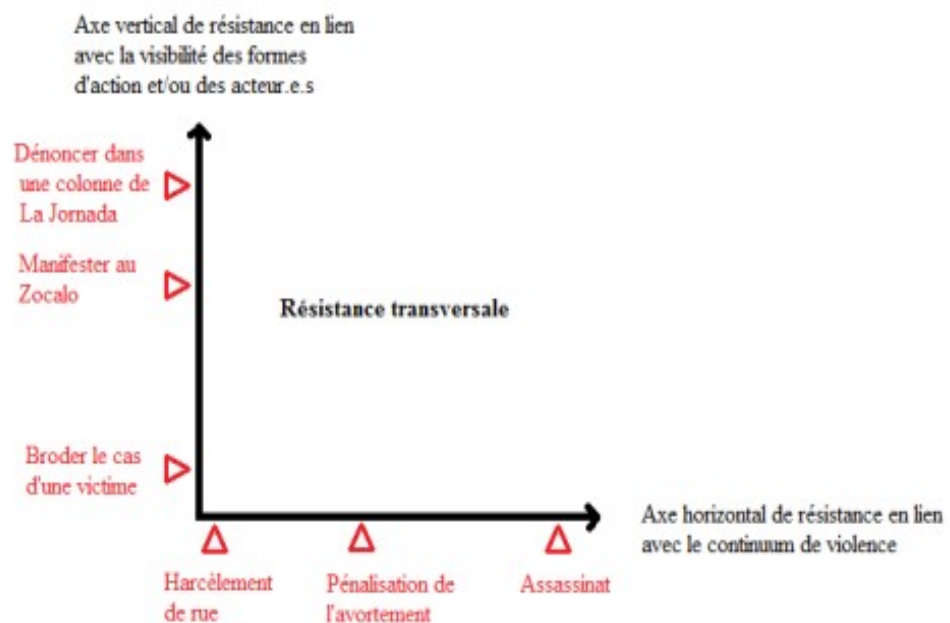 Axe vertical de résistance en lien
avec la visibilité des formes
d'action et/ou des acteur.e.s
Dénoncer dans
une colonne de
La Jornada
Manifester au
Zocalo
Résistance transversale
Broder le cas
d'une victime
Axe horizontal de résistance en lien
avec le continuum de violence
Harcèlement
de rue
Pénalisation de
l'avortement
Assassinat